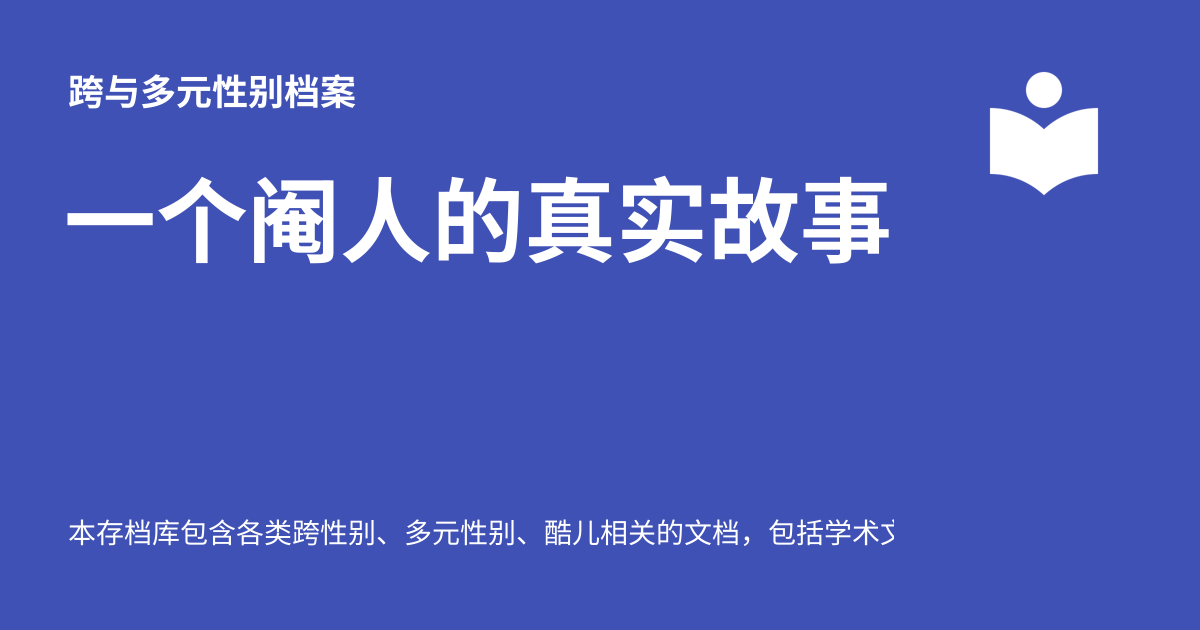 跨与多元性别档案
一个阉人的真实故事
本存档库包含各类跨性别、多元性别、酷儿相关的文档，包括学术